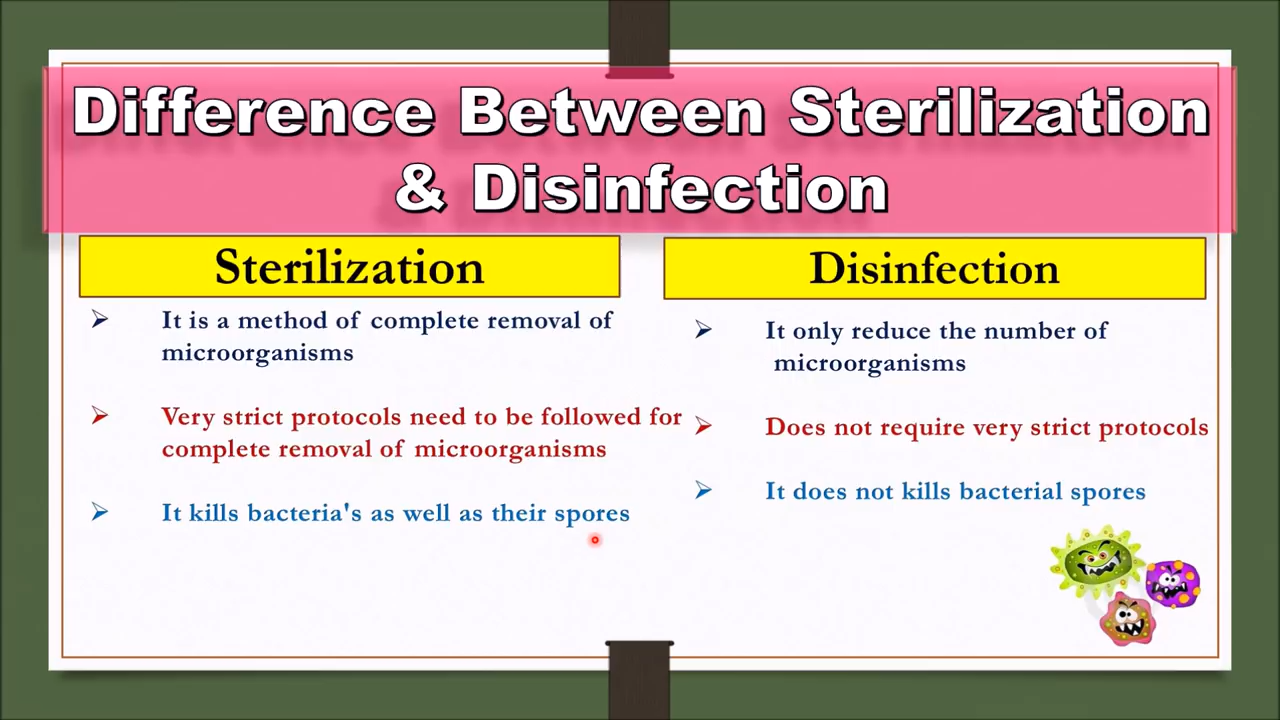 Difference Between Sterilization
& Disinfection
Sterilization
➢ It is a method of complete removal of
microorganisms
➢ Very strict protocols need to be followed for
complete removal of microorganisms
➢ It kills bacteria's as well as their spores
Disinfection
➢ It only reduce the number of
microorganisms
➢ Does not require very strict protocols
➢ It does not kills bacterial spores